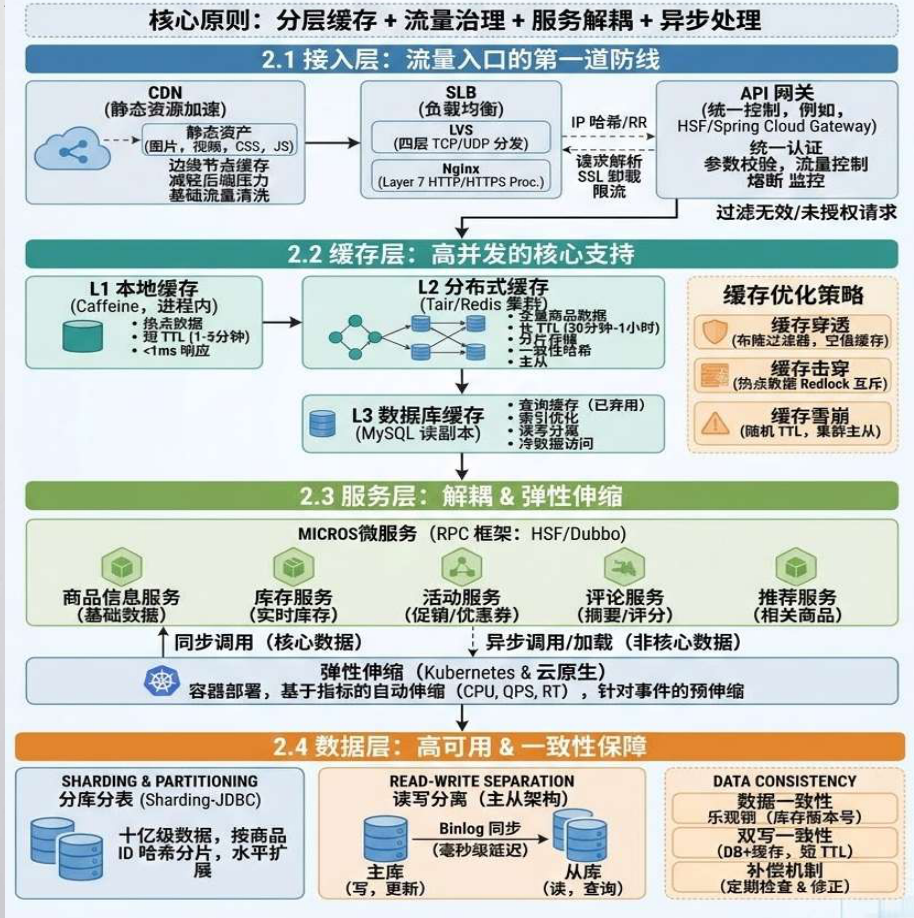 核心原则：分层缓存 + 流量治理 + 服务解耦 + 异步处理
2.1 接入层：流量入口的第一道防线
CDN
(静态资源加速)
静态资产
(图片，视频，CSS，JS)
边缘节点缓存
减轻后端压力
基础流量清洗
SLB
(负载均衡)
LVS
(四层 TCP/UDP 分发)
Nginx
(Layer 7 HTTP/HTTPS Proc.)
IP 哈希/RR
请求解析
SSL 卸载
限流
API 网关
(统一控制，例如，
HSF/Spring Cloud Gateway)
统一认证
参数校验，流量控制
熔断 监控
过滤无效/未授权请求
2.2 缓存层：高并发的核心支持
L1 本地缓存
(Caffeine，进程内)
• 热点数据
• 短 TTL (1-5分钟)
• <1ms 响应
L2 分布式缓存
(Tair/Redis 集群)
• 全量商品数据
• 长 TTL (30分钟-1小时)
• 分片存储
• 一致性哈希
• 主从
L3 数据库缓存
(MySQL 读副本)
• 查询缓存（已弃用）
• 索引优化
• 读写分离
• 冷数据访问
缓存优化策略
缓存穿透
(布隆过滤器，空值缓存)
缓存击穿
(热点数据 Redlock 互斥)
缓存雪崩
(随机 TTL，集群主从)
2.3 服务层：解耦 & 弹性伸缩
MICROS微服务（RPC 框架：HSF/Dubbo)
商品信息服务
(基础数据)
库存服务
(实时库存)
活动服务
(促销/优惠券)
评论服务
(摘要/评分)
推荐服务
(相关商品)
同步调用（核心数据）
异步调用/加载（非核心数据）
弹性伸缩（Kubernetes & 云原生）
容器部署，基于指标的自动伸缩（CPU, QPS, RT），针对事件的预伸缩
2.4 数据层：高可用 & 一致性保障
SHARDING & PARTITIONING
分库分表 (Sharding-JDBC)
十亿级数据，按商品
ID 哈希分片，水平扩
展
READ-WRITE SEPARATION
读写分离（主从架构）
Binlog 同步
(毫秒级延迟)
主库
(写，更新)
从库
(读，查询)
DATA CONSISTENCY
数据一致性
乐观锁（库存版本号）
双写一致性
(DB+缓存，短 TTL)
补偿机制
(定期检查 & 修正)